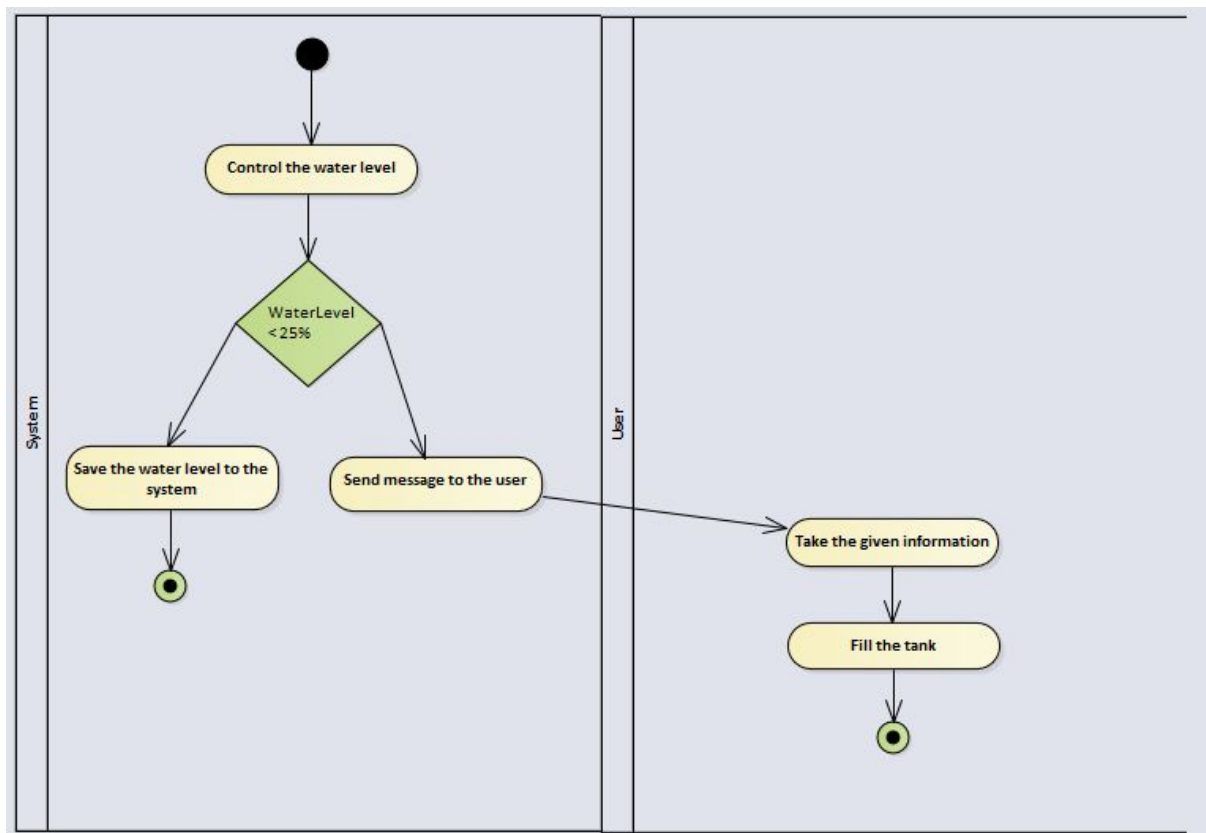 System
Control the water level
WaterLevel
<25%
Save the water level to the
system
Send message to the user
User
Take the given information
Fill the tank